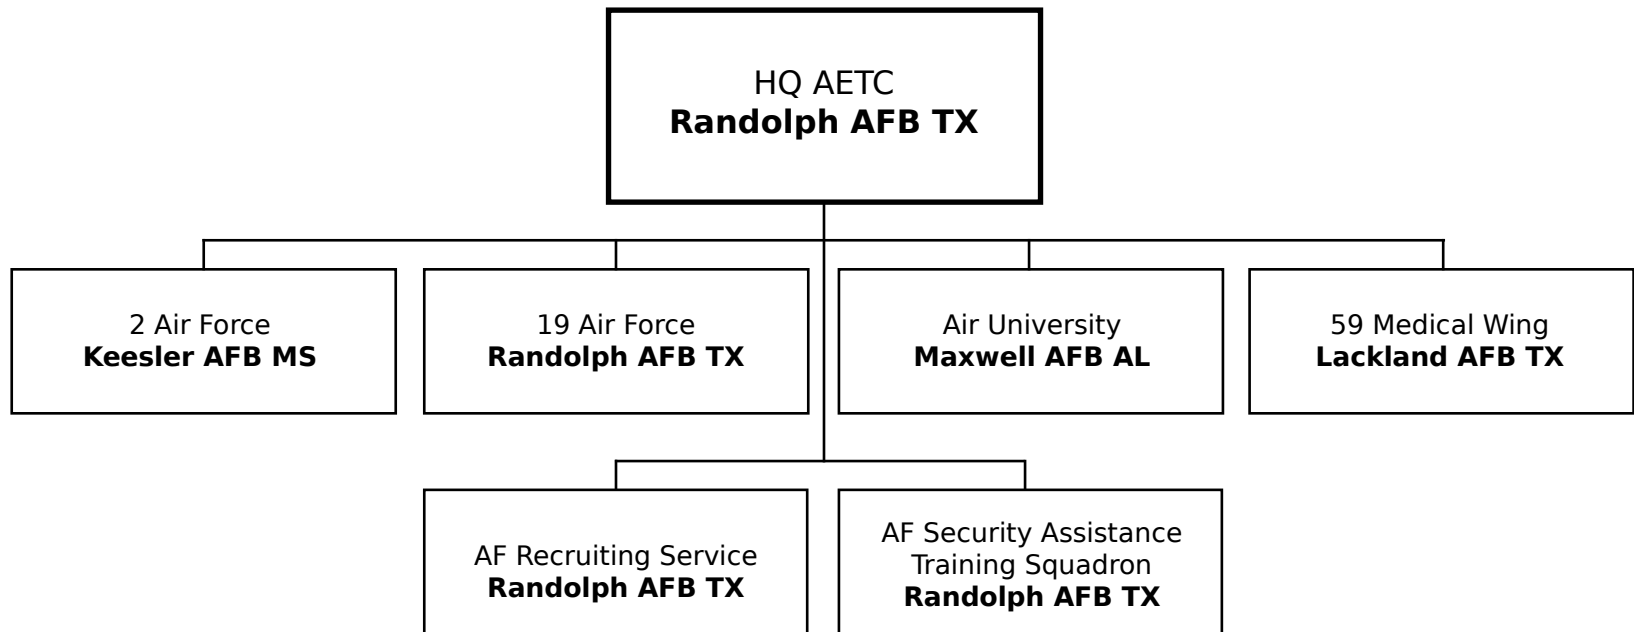 HQ AETC
Randolph AFB TX
2 Air Force
Keesler AFB MS
19 Air Force
Randolph AFB TX
Air University
Maxwell AFB AL
59 Medical Wing
Lackland AFB TX
AF Recruiting Service
Randolph AFB TX
AF Security Assistance
Training Squadron
Randolph AFB TX